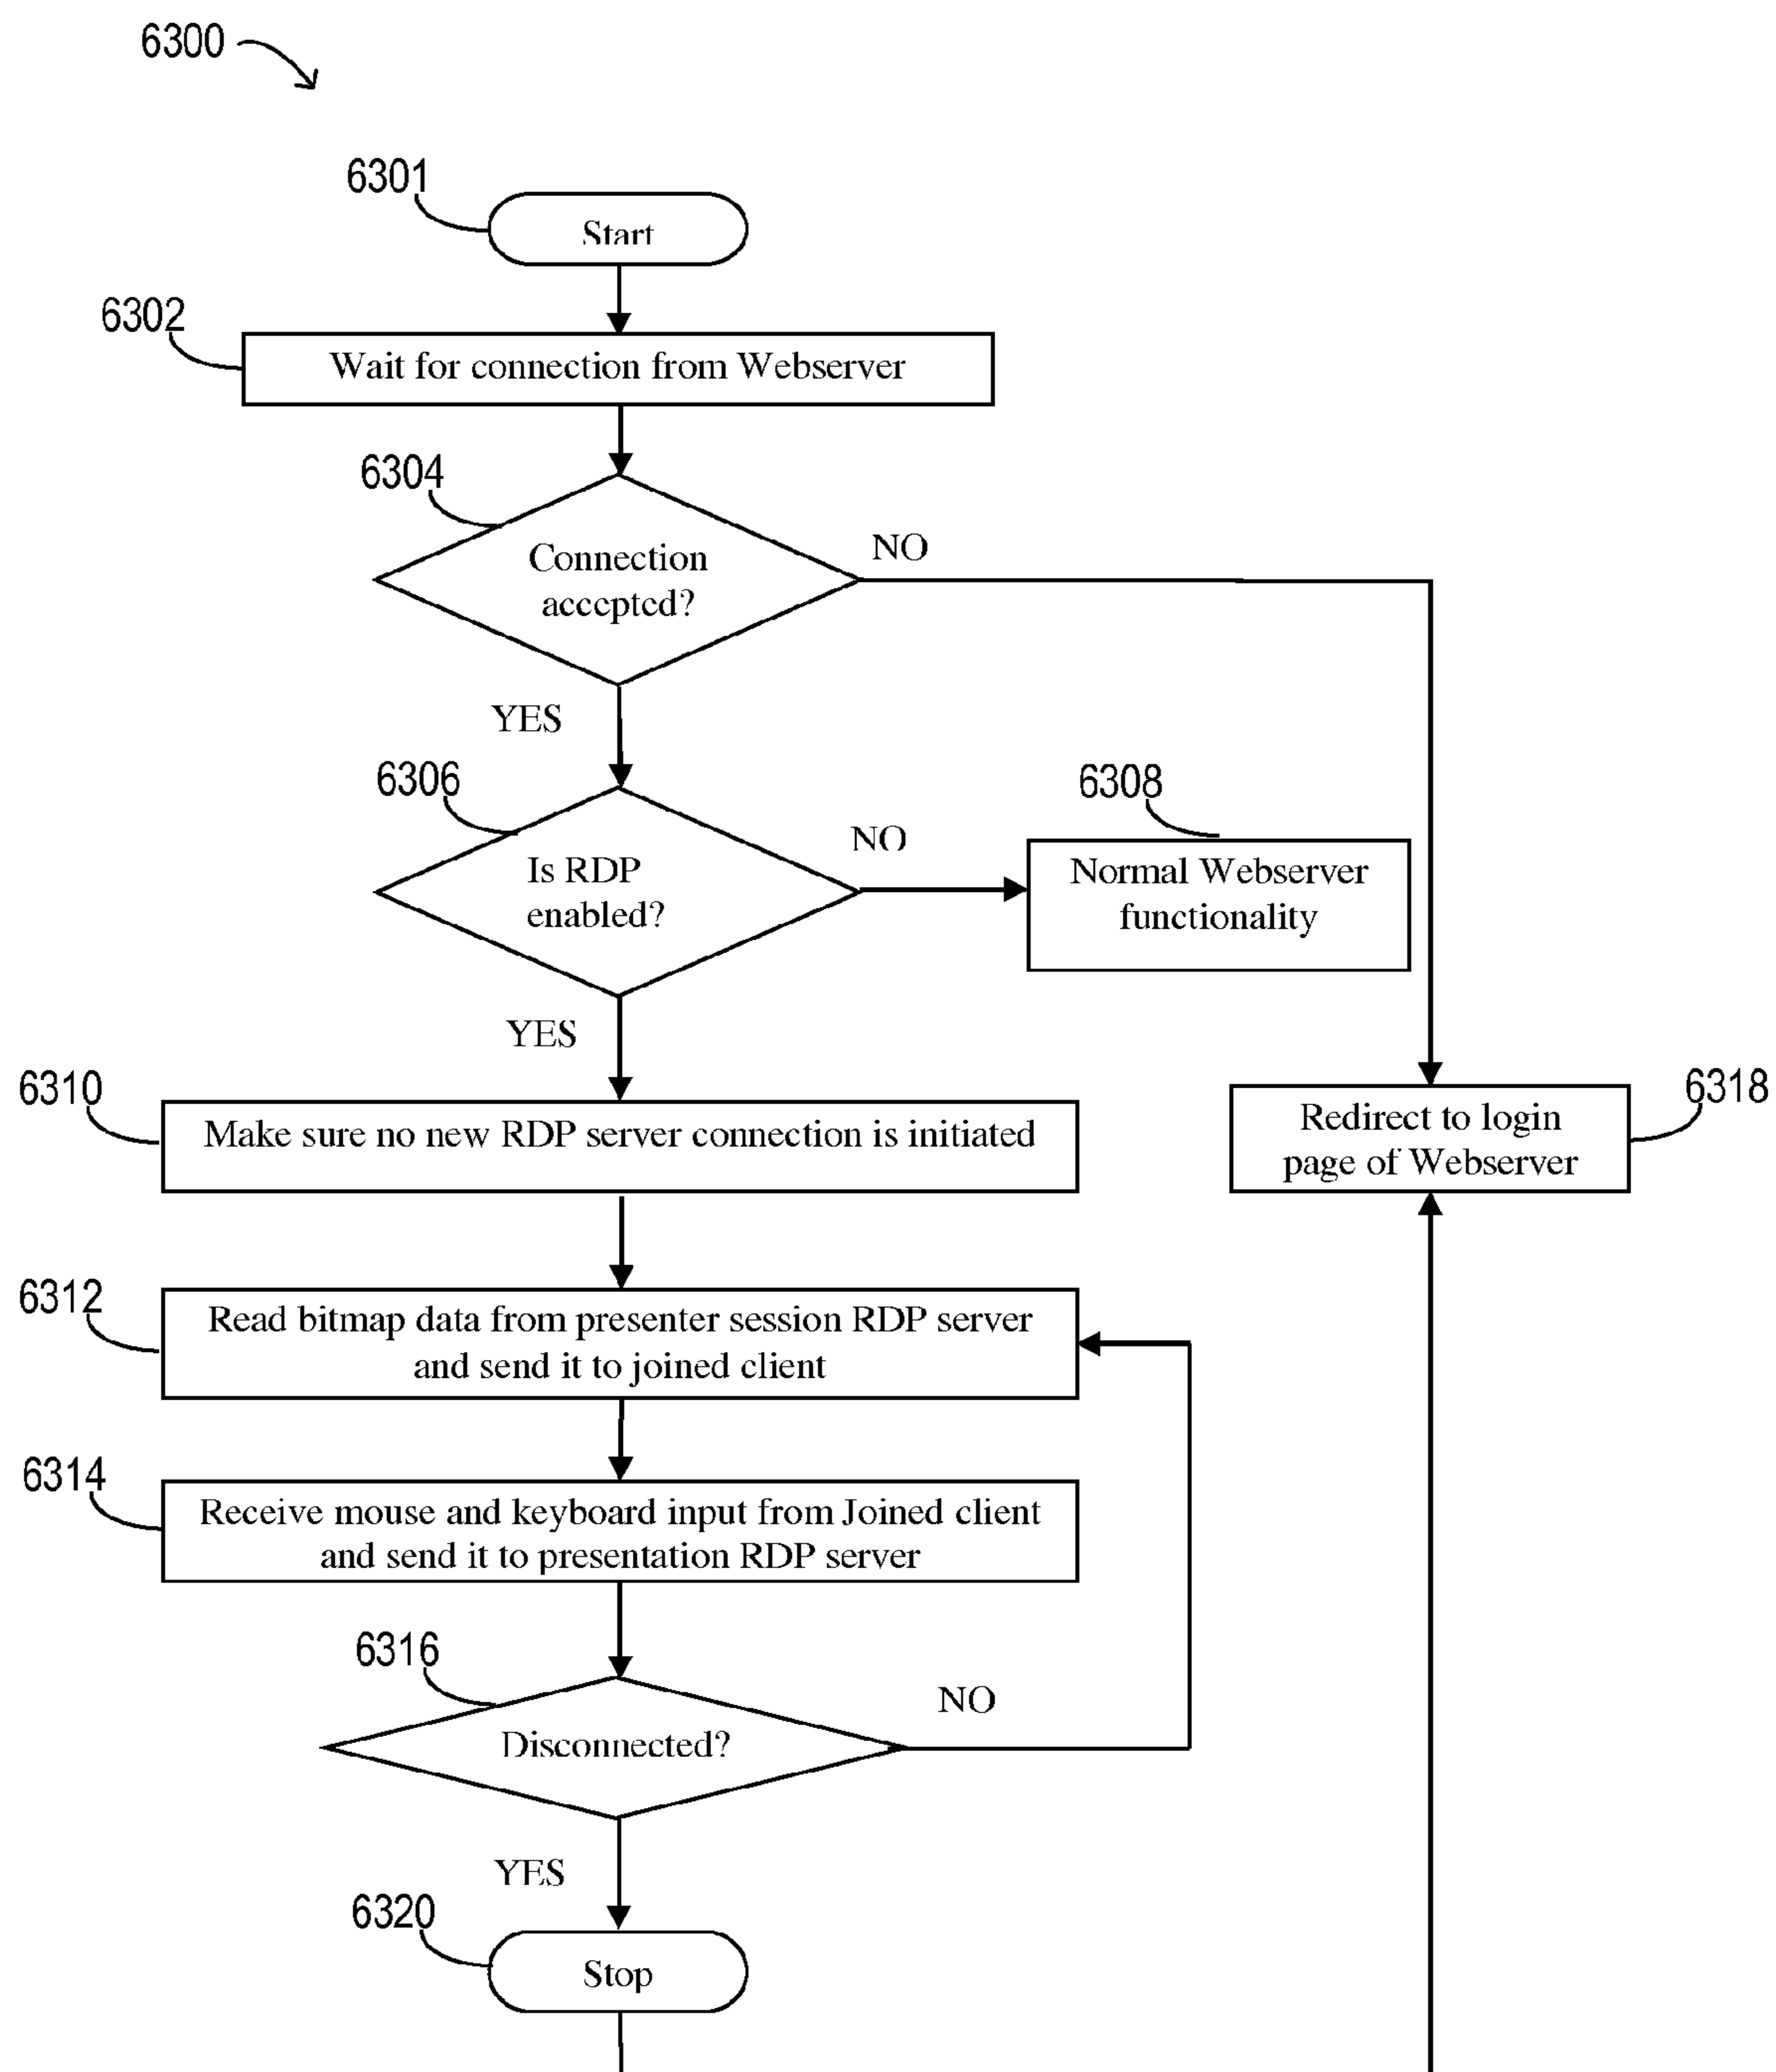 6300
6301
Start
6302
Wait for connection from Webserver
6304
Connection
accepted?
NO
YES
6306
Is RDP
enabled?
NO
6308
Normal Webserver
functionality
YES
6310
Make sure no new RDP server connection is initiated
6318
Redirect to login
page of Webserver
6312
Read bitmap data from presenter session RDP server
and send it to joined client
6314
Receive mouse and keyboard input from Joined client
and send it to presentation RDP server
6316
Disconnected?
NO
YES
6320
Stop